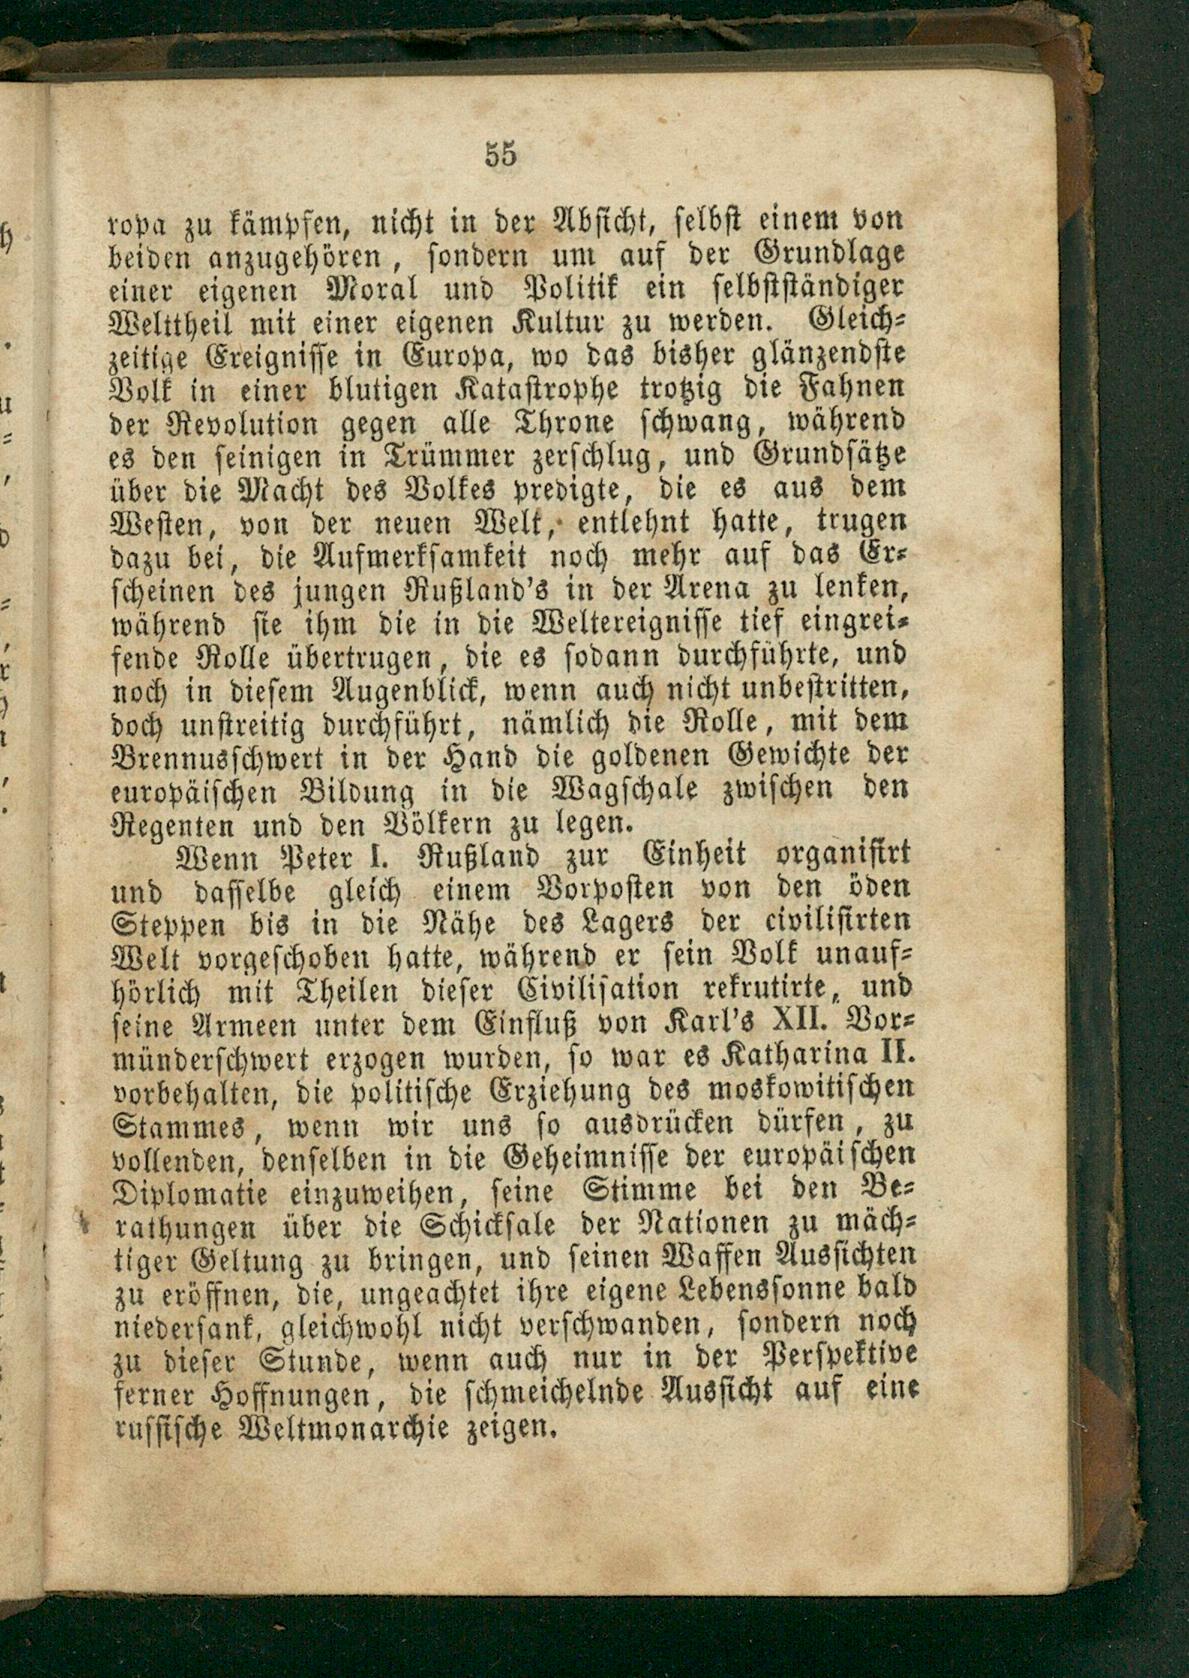 55
ropa zu kämpfen, nicht in der Absicht, selbst einem von
beiden anzugehören, sondern um auf der Grundlage
einer eigenen Moral und Politik ein selbstständiger
Welttheil mit einer eigenen Kultur zu werden. Gleich-
zeitige Ereignisse in Europa, wo das bisher glänzendste
Volk in einer blutigen Katastrophe trotzig die Fahnen
der Revolution gegen alle Throne schwang, während
es den seinigen in Trümmer zerschlug, und Grundsätze
über die Macht des Volkes predigte, die es aus dem
Westen, von der neuen Welt, entlehnt hatte, trugen
dazu bei, die Aufmerksamkeit noch mehr auf das Er-
scheinen des jungen Rußland's in der Arena zu lenken,
während sie ihm die in die Weltereignisse tief eingrei-
fende Rolle übertrugen, die es sodann durchführte, und
noch in diesem Augenblick, wenn auch nicht unbestritten,
doch unstreitig durchführt, nämlich die Rolle, mit dem
Brennusschwert in der Hand die goldenen Gewichte der
europäischen Bildung in die Wagschale zwischen den
Regenten und den Völkern zu legen.
Wenn Peter I. Rußland zur Einheit organisirt
und dasselbe gleich einem Vorposten von den öden
Steppen bis in die Nähe des Lagers der civilisirten
Welt vorgeschoben hatte, während er sein Volk unauf-
hörlich mit Theilen dieser Civilisation rekrutirte, und
seine Armeen unter dem Einfluß von Karl's XII. Vor-
münderschwert erzogen wurden, so war es Katharina II.
vorbehalten, die politische Erziehung des moskowitischen
Stammes, wenn wir uns so ausdrücken dürfen, zu
vollenden, denselben in die Geheimnisse der europäischen
Diplomatie einzuweihen, seine Stimme bei den Be-
rathungen über die Schicksale der Nationen zu mäch-
tiger Geltung zu bringen, und seinen Waffen Aussichten
zu eröffnen, die, ungeachtet ihre eigene Lebenssonne bald
niedersank, gleichwohl nicht verschwanden, sondern noch
zu dieser Stunde, wenn auch nur in der Perspektive
ferner Hoffnungen, die schmeichelnde Aussicht auf eine
russische Weltmonarchie zeigen.